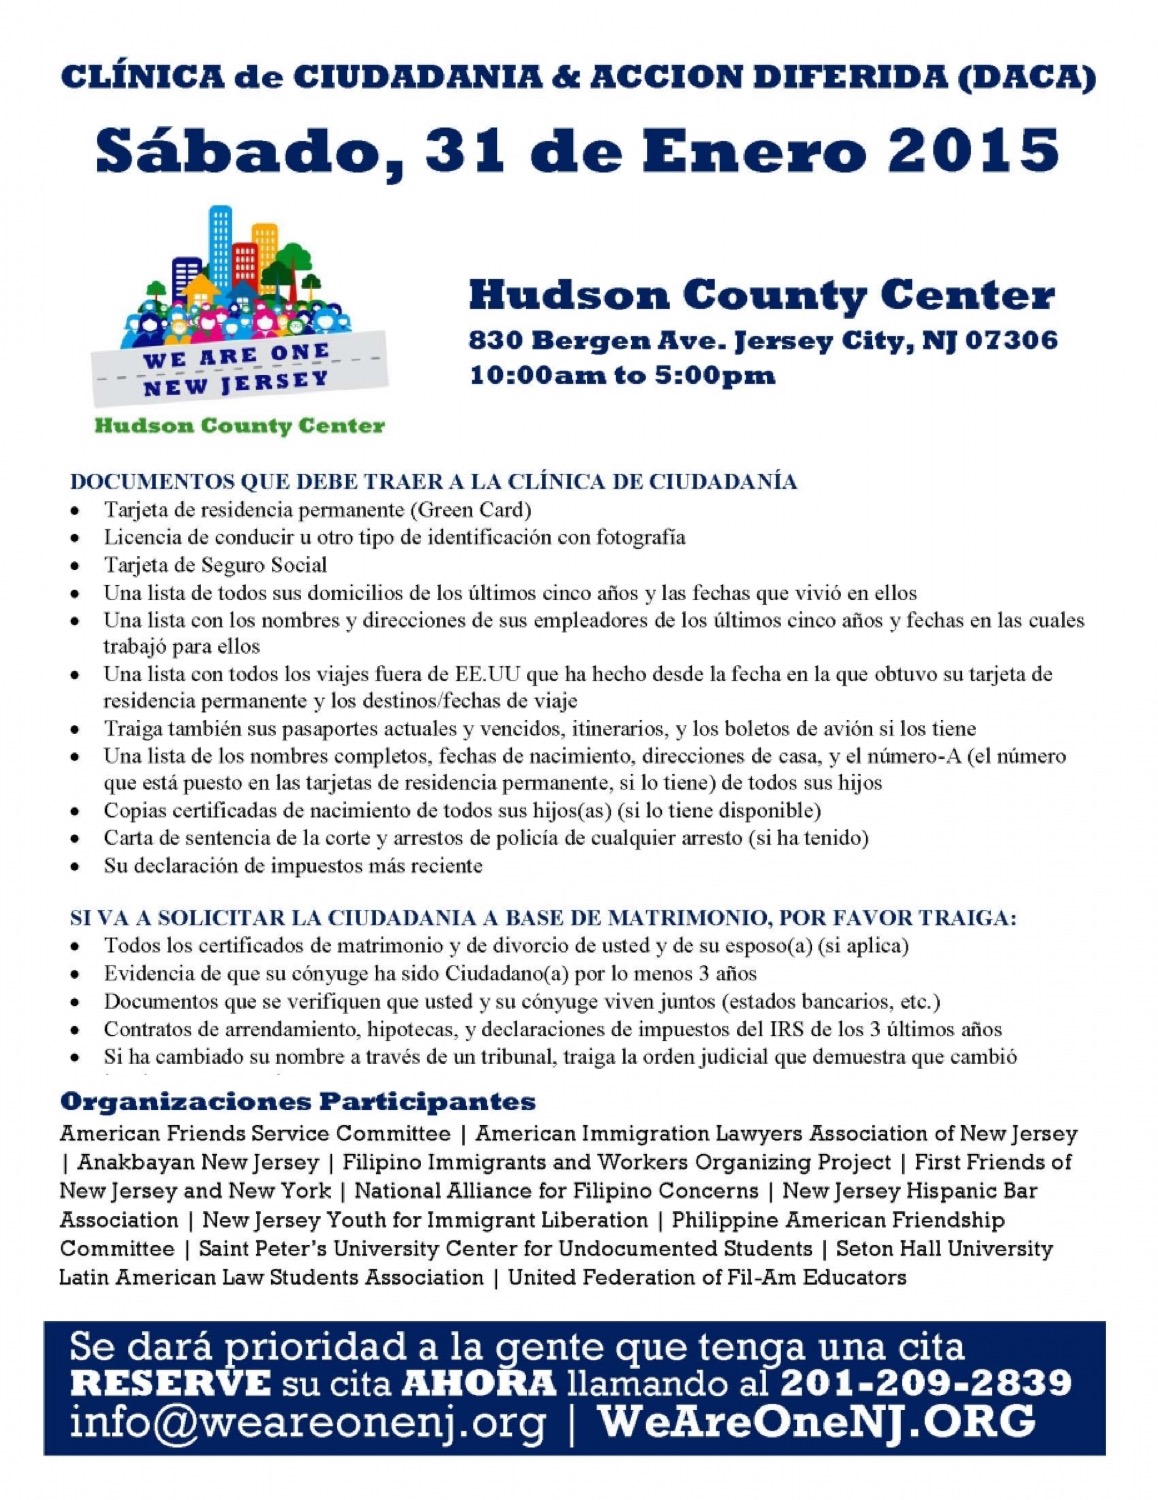 CLÍNICA de CIUDADANIA & ACCION DIFERIDA (DACA)
Sábado, 31 de Enero 2015
WE ARE ONE
NEW JERSEY
Hudson County Center
Hudson County Center
830 Bergen Ave. Jersey City, NJ 07306
10:00am to 5:00pm
DOCUMENTOS QUE DEBE TRAER A LA CLÍNICA DE CIUDADANÍA
• Tarjeta de residencia permanente (Green Card)
• Licencia de conducir u otro tipo de identificación con fotografía
• Tarjeta de Seguro Social
• Una lista de todos sus domicilios de los últimos cinco años y las fechas que vivió en ellos
• Una lista con los nombres y direcciones de sus empleadores de los últimos cinco años y fechas en las cuales
trabajó para ellos
• Una lista con todos los viajes fuera de EE.UU que ha hecho desde la fecha en la que obtuvo su tarjeta de
residencia permanente y los destinos/fechas de viaje
• Traiga también sus pasaportes actuales y vencidos, itinerarios, y los boletos de avión si los tiene
• Una lista de los nombres completos, fechas de nacimiento, direcciones de casa, y el número-A (el número
que está puesto en las tarjetas de residencia permanente, si lo tiene) de todos sus hijos
• Copias certificadas de nacimiento de todos sus hijos(as) (si lo tiene disponible)
• Carta de sentencia de la corte y arrestos de policía de cualquier arresto (si ha tenido)
• Su declaración de impuestos más reciente
SI VA A SOLICITAR LA CIUDADANIA A BASE DE MATRIMONIO, POR FAVOR TRAIGA:
• Todos los certificados de matrimonio y de divorcio de usted y de su esposo(a) (si aplica)
• Evidencia de que su cónyuge ha sido Ciudadano(a) por lo menos 3 años
• Documentos que se verifiquen que usted y su cónyuge viven juntos (estados bancarios, etc.)
• Contratos de arrendamiento, hipotecas, y declaraciones de impuestos del IRS de los 3 últimos años
• Si ha cambiado su nombre a través de un tribunal, traiga la orden judicial que demuestra que cambió
Organizaciones Participantes
American Friends Service Committee | American Immigration Lawyers Association of New Jersey
| Anakbayan New Jersey | Filipino Immigrants and Workers Organizing Project | First Friends of
New Jersey and New York | National Alliance for Filipino Concerns | New Jersey Hispanic Bar
Association | New Jersey Youth for Immigrant Liberation | Philippine American Friendship
Committee | Saint Peter's University Center for Undocumented Students | Seton Hall University
Latin American Law Students Association | United Federation of Fil-Am Educators
Se dará prioridad a la gente que tenga una cita
RESERVE su cita AHORA llamando al 201-209-2839
info@weareonenj.org | WeAreOneNJ.ORG